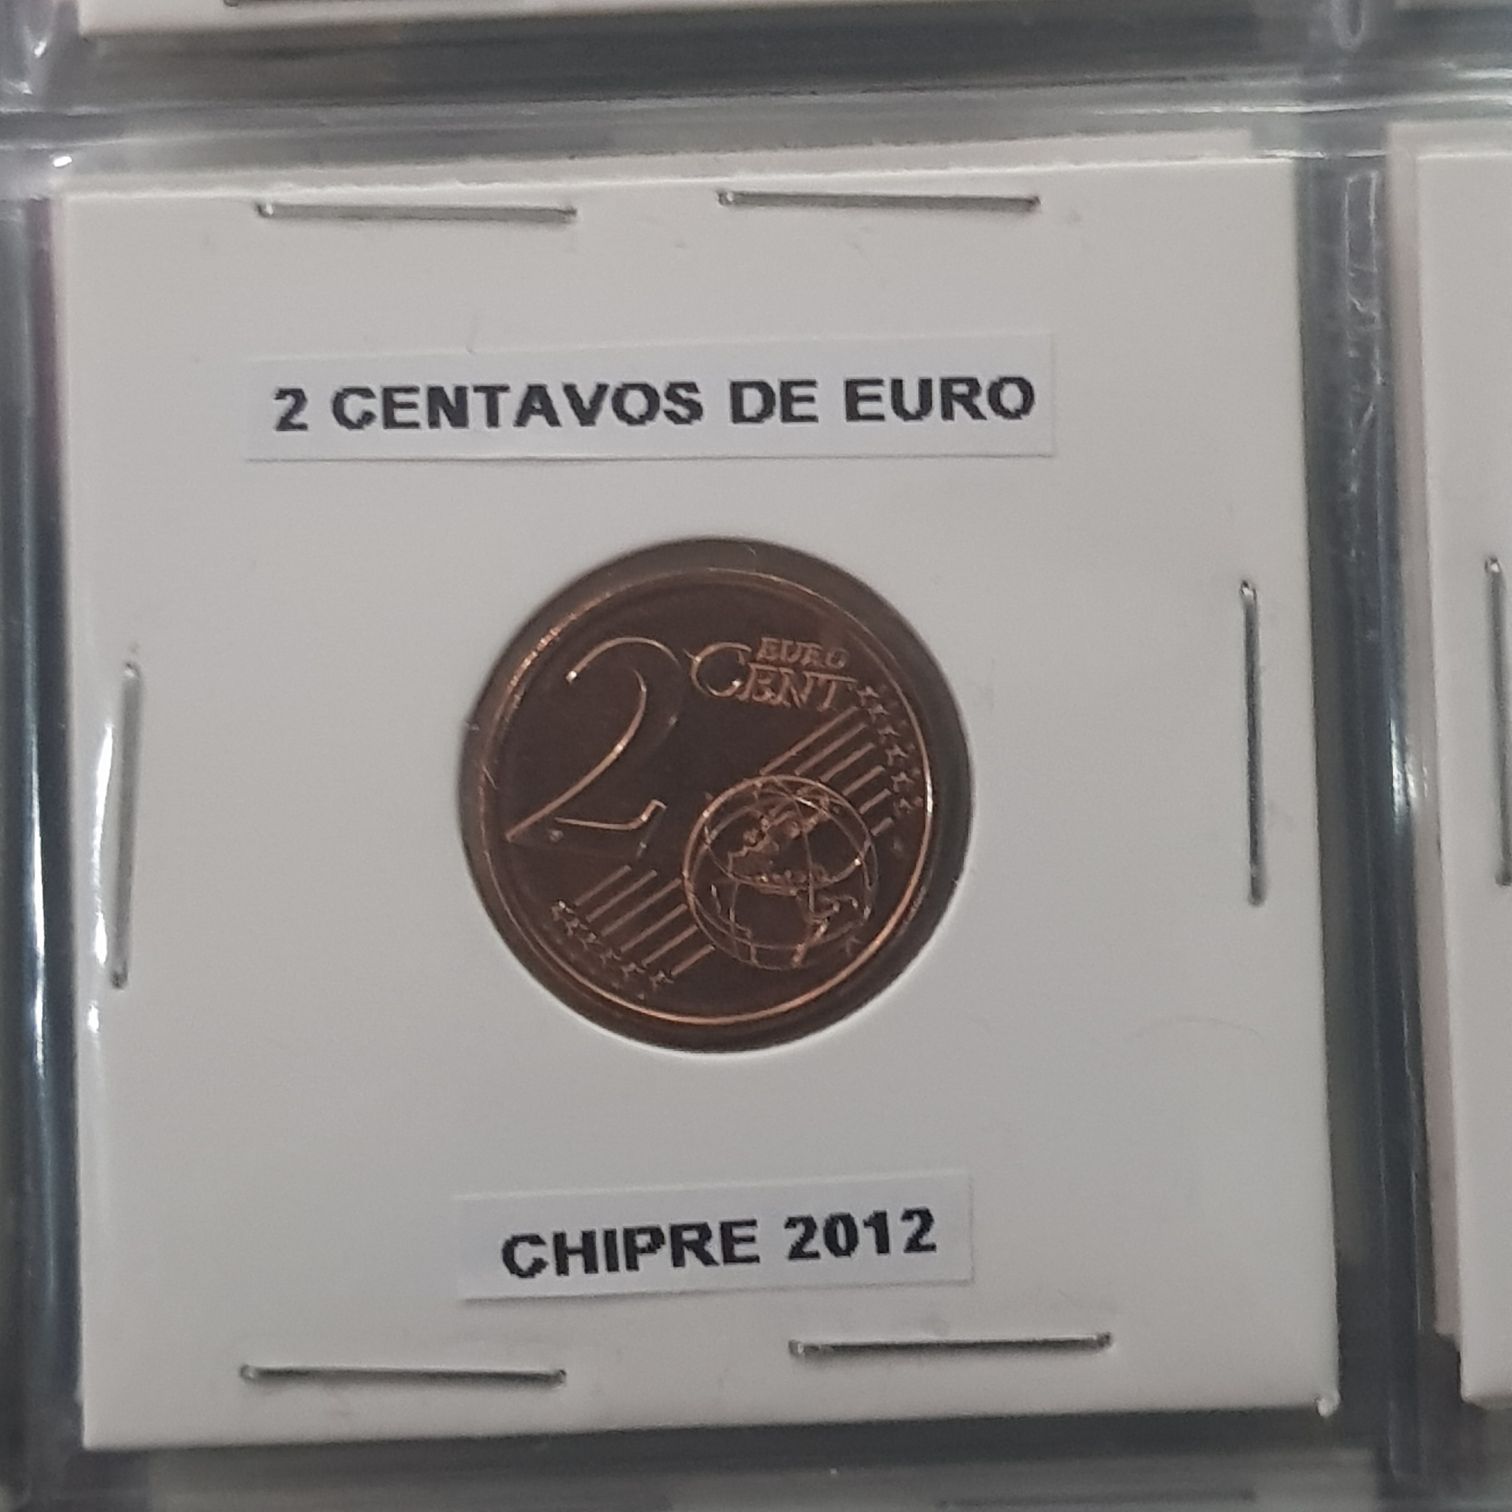 2 CENTAVOS DE EURO
2 EURO
CENT
CHIPRE 2012